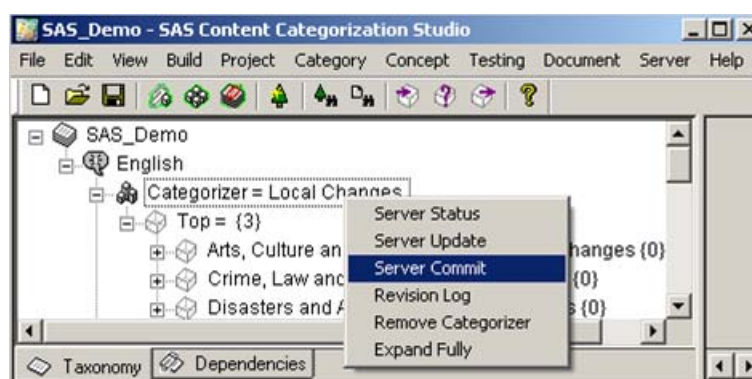 SAS_Demo - SAS Content Categorization Studio
File Edit View Build Project Category Concept Testing Document Server Help
SAS_Demo
English
Categorizer = Local Changes
Top = {3}
Arts, Culture an hanges {0}
Crime, Law and {0}
Disasters and A s {0}
Server Status
Server Update
Server Commit
Revision Log
Remove Categorizer
Expand Fully
Taxonomy Dependencies